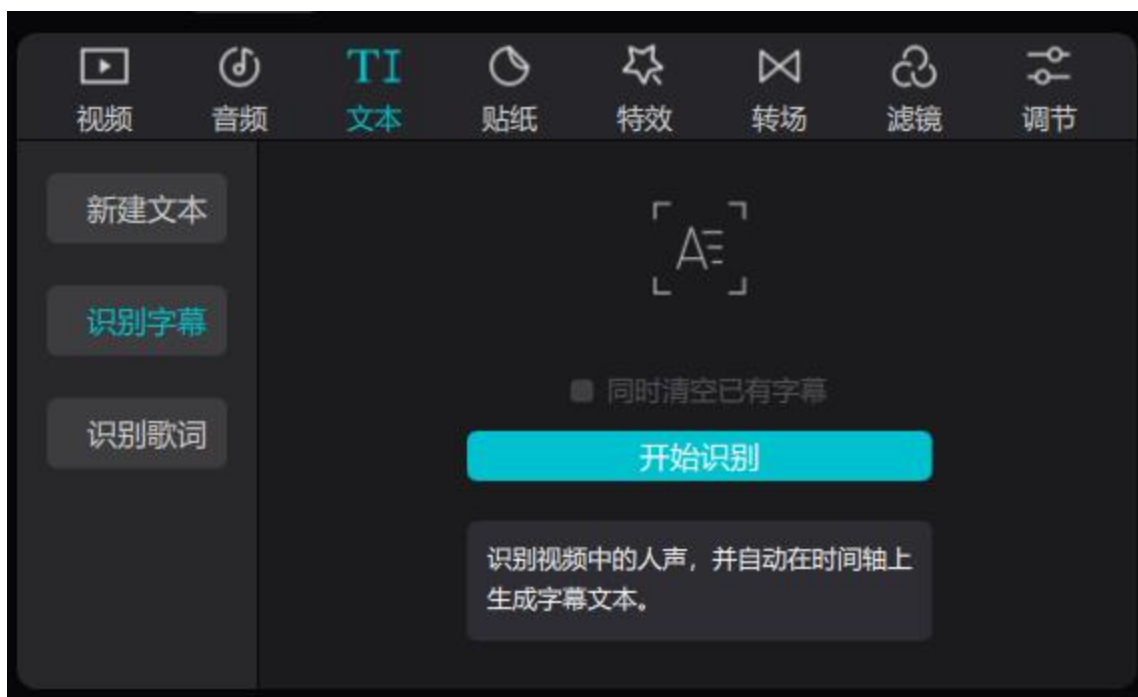 视频 音频 文本 贴纸 特效 转场 滤镜 调节
新建文本
识别字幕
识别歌词
同时清空已有字幕
开始识别
识别视频中的人声，并自动在时间轴上
生成字幕文本。